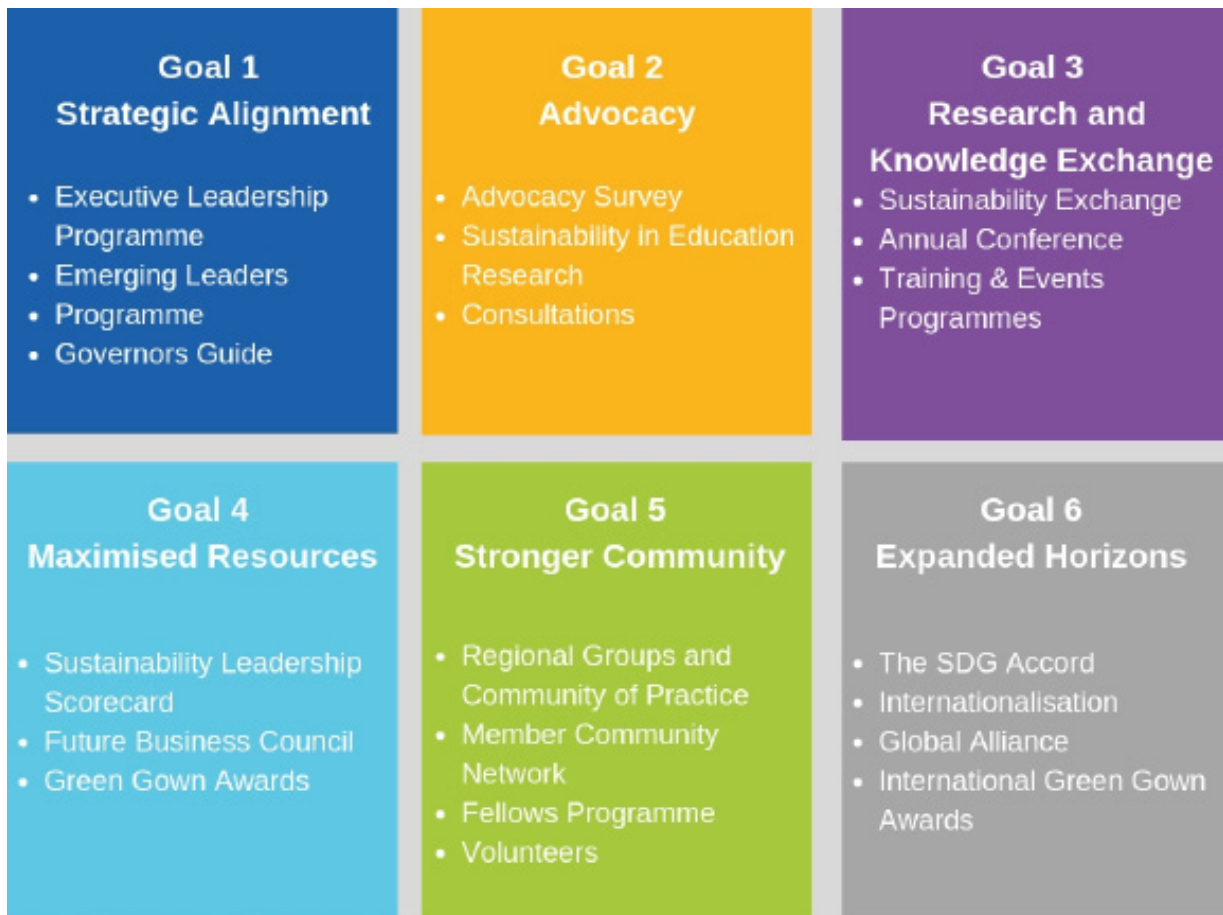 Goal 1
Strategic Alignment
• Executive Leadership
Programme
• Emerging Leaders
• Programme
• Governors Guide
Goal 2
Advocacy
• Advocacy Survey
• Sustainability in Education
Research
• Consultations
Goal 3
Research and
Knowledge Exchange
• Sustainability Exchange
• Annual Conference
• Training & Events
Programmes
Goal 4
Maximised Resources
• Sustainability Leadership
Scorecard
• Future Business Council
• Green Gown Awards
Goal 5
Stronger Community
• Regional Groups and
Community of Practice
• Member Community
Network
• Fellows Programme
• Volunteers
Goal 6
Expanded Horizons
• The SDG Accord
• Internationalisation
• Global Alliance
• International Green Gown
Awards